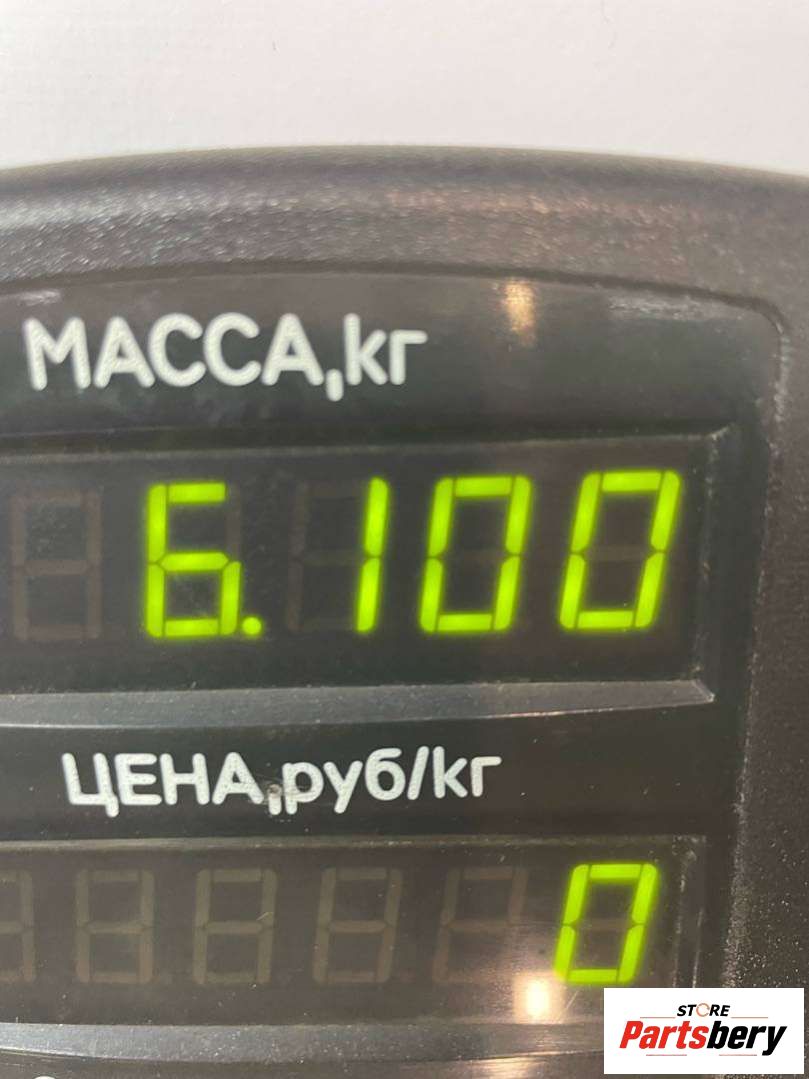 МАССА,кг
6.100
ЦЕНА,руб/кг
0
STORE
Partsbery